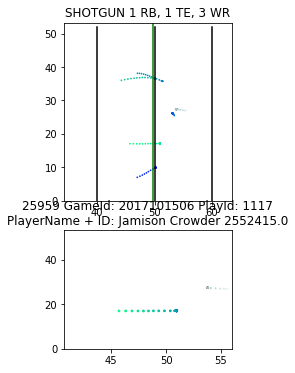 SHOTGUN 1 RB, 1 TE, 3 WR
50
40
30
20
10
0
40 50 60
25959 GameId: 2017101506 PlayId: 1117
PlayerName + ID: Jamison Crowder 2552415.0
40
20
0
45 50 55